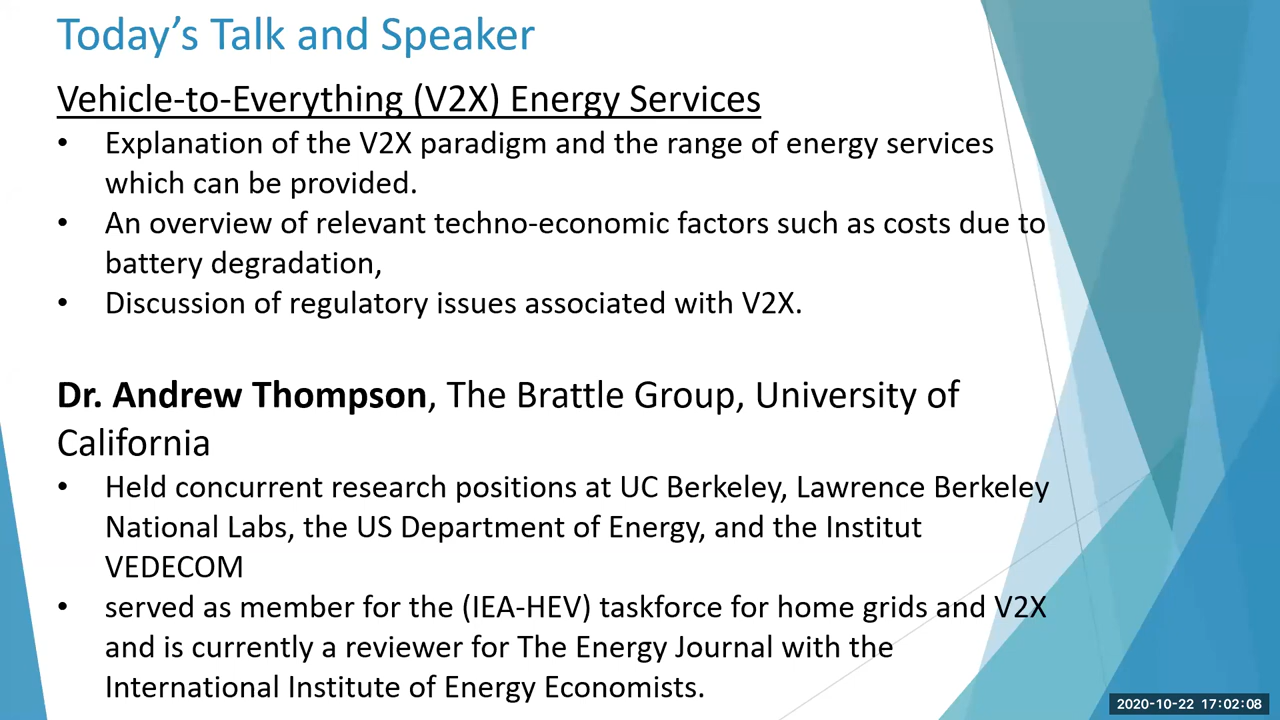 Today’s Talk and Speaker
Vehicle-to-Everything (V2X) Energy Services
• Explanation of the V2X paradigm and the range of energy services
which can be provided.
• An overview of relevant techno-economic factors such as costs due to
battery degradation,
• Discussion of regulatory issues associated with V2X.
Dr. Andrew Thompson, The Brattle Group, University of
California
• Held concurrent research positions at UC Berkeley, Lawrence Berkeley
National Labs, the US Department of Energy, and the Institut
VEDECOM
• served as member for the (IEA-HEV) taskforce for home grids and V2X
and is currently a reviewer for The Energy Journal with the
International Institute of Energy Economists.
2020-10-22 17:02:08